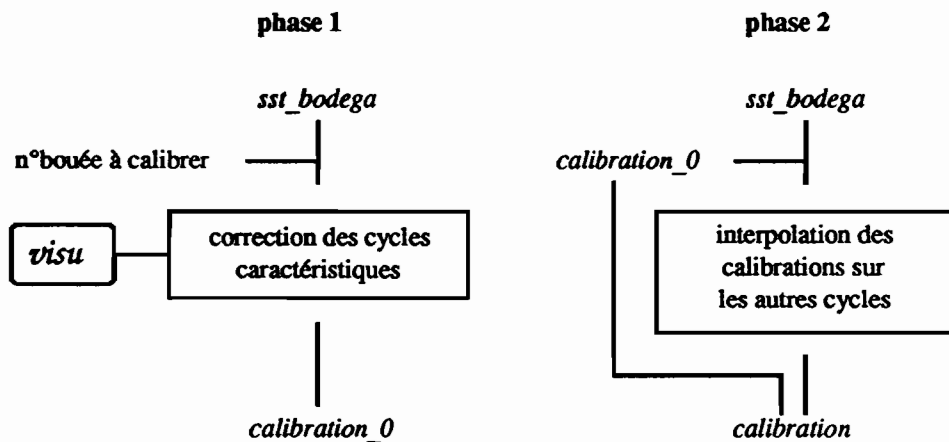 phase 1
sst_bodega
n°bouée à calibrer
visu
correction des cycles
caractéristiques
calibration_0
phase 2
sst_bodega
calibration_0
interpolation des
calibrations sur
les autres cycles
calibration